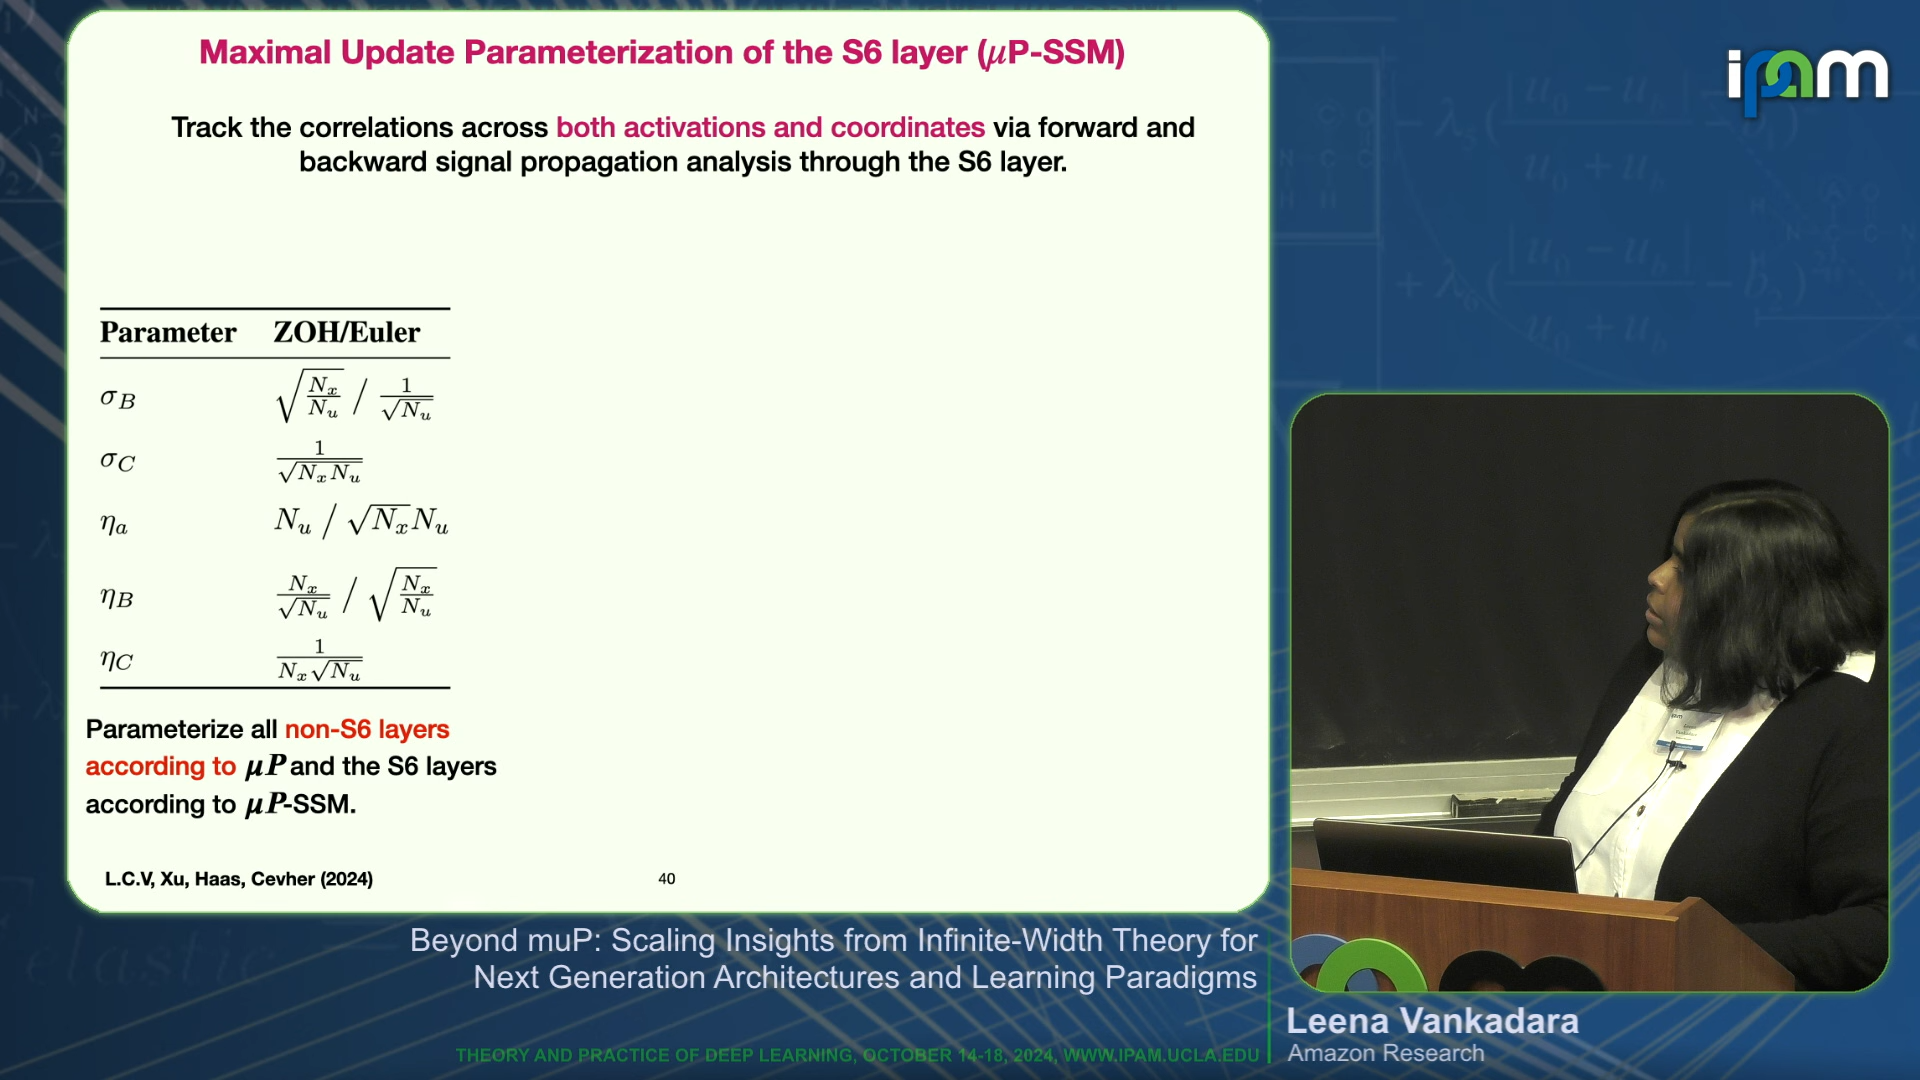 Maximal Update Parameterization of the S6 layer (μP-SSM)
Track the correlations across both activations and coordinates via forward and
backward signal propagation analysis through the S6 layer.
Parameter ZOH/Euler
σ_B √(N_x/N_u) / 1/√N_u
σ_C 1/√(N_x N_u)
η_a N_u / √N_x N_u
η_B N_x/√N_u / √(N_x/N_u)
η_C 1/(N_x√N_u)
Parameterize all non-S6 layers
according to μP and the S6 layers
according to μP-SSM.
L.C.V, Xu, Haas, Cevher (2024)
40
ipam
Beyond muP: Scaling Insights from Infinite-Width Theory for
Next Generation Architectures and Learning Paradigms
Leena Vankadara
Amazon Research
THEORY AND PRACTICE OF DEEP LEARNING, OCTOBER 14-18, 2024, WWW.IPAM.UCLA.EDU
elastic